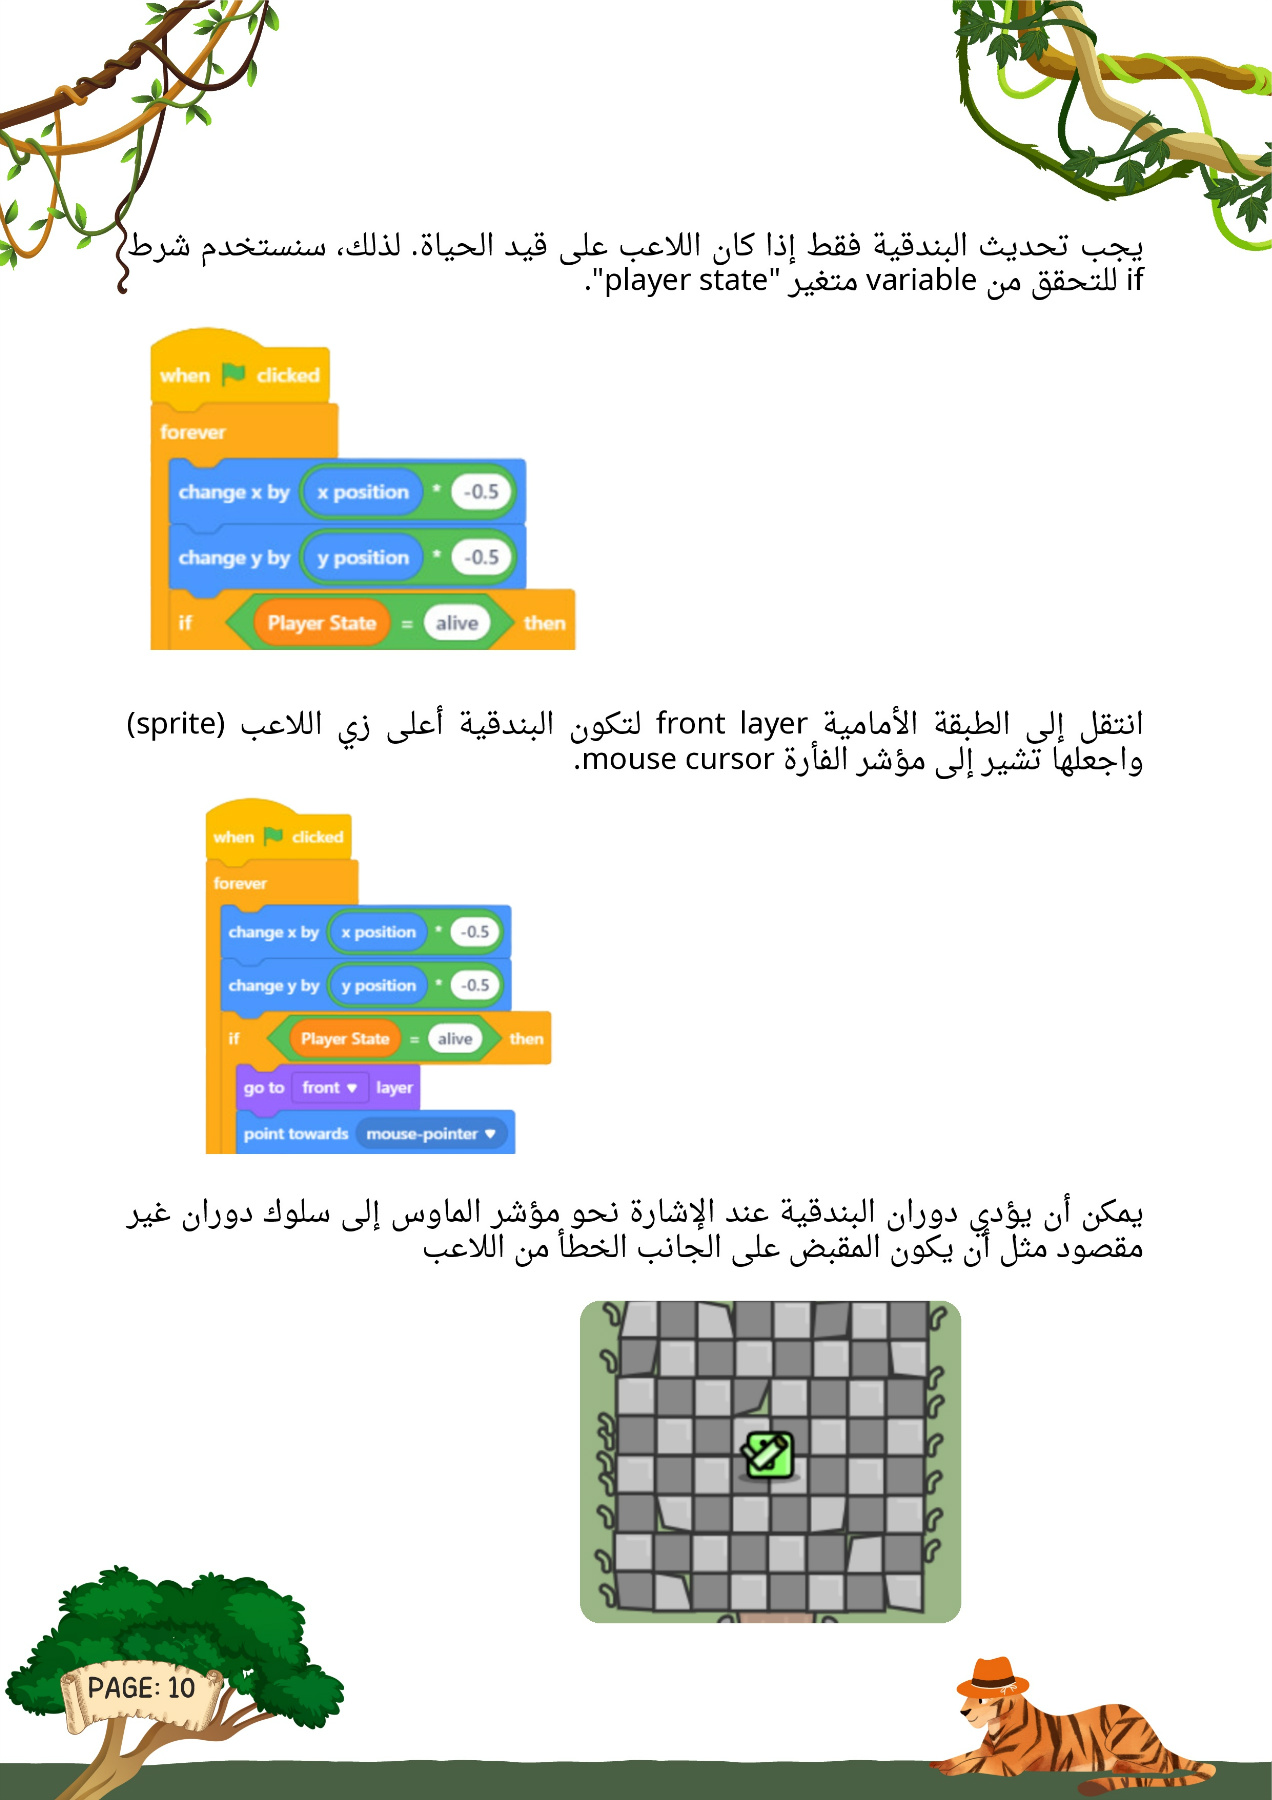 يجب تحديث البندقية فقط إذا كان اللاعب على قيد الحياة. لذلك، سنستخدم شرط
if للتحقق من variable متغير "player state".
when clicked
forever
change x by x position * -0.5
change y by y position * -0.5
if Player State = alive then
انتقل إلى الطبقة الأمامية front layer لتكون البندقية أعلى زي اللاعب (sprite)
واجعلها تشير إلى مؤشر الفأرة mouse cursor.
when clicked
forever
change x by x position * -0.5
change y by y position * -0.5
if Player State = alive then
go to front layer
point towards mouse-pointer
يمكن أن يؤدي دوران البندقية عند الإشارة نحو مؤشر الماوس إلى سلوك دوران غير
مقصود مثل أن يكون المقبض على الجانب الخطأ من اللاعب
PAGE: 10